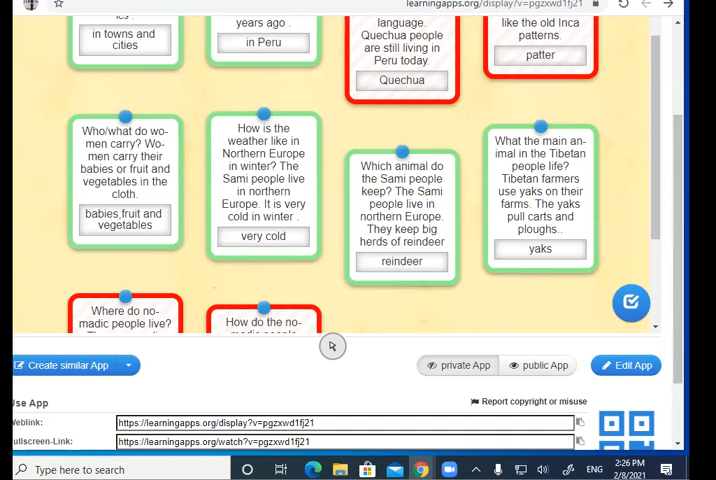 learningapps.org/display?v=pgzxwd1fj21
in towns and
cities
years ago .
in Peru
language.
Quechua people
are still living in
Peru today.
Quechua
like the old Inca
patterns.
patter
Who/what do wo-
men carry? Wo-
men carry their
babies or fruit and
vegetables in the
cloth.
babies,fruit and
vegetables
How is the
weather like in
Northern Europe
in winter? The
Sami people live
in northern
Europe. It is very
cold in winter .
very cold
Which animal do
the Sami people
keep? The Sami
people live in
northern Europe.
They keep big
herds of reindeer
reindeer
What the main an-
imal in the Tibetan
people life?
Tibetan farmers
use yaks on their
farms. The yaks
pull carts and
ploughs..
yaks
Where do no-
madic people live?
How do the no-
madic people
Create similar App
private App
public App
Edit App
Report copyright or misuse
Use App
Weblink:
https://learningapps.org/display?v=pgzxwd1fj21
ullscreen-Link:
https://learningapps.org/watch?v=pgzxwd1fj21
Type here to search
ENG
2:26 PM
2/8/2021